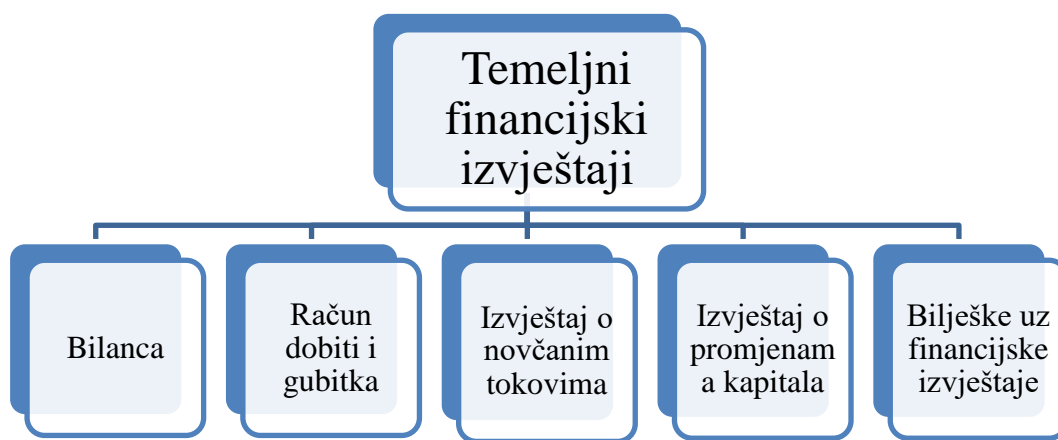 Temeljni
financijski
izvještaji
Bilanca
Račun
dobiti i
gubitka
Izvještaj o
novčanim
tokovima
Izvještaj o
promjenam
a kapitala
Bilješke uz
financijske
izvještaje